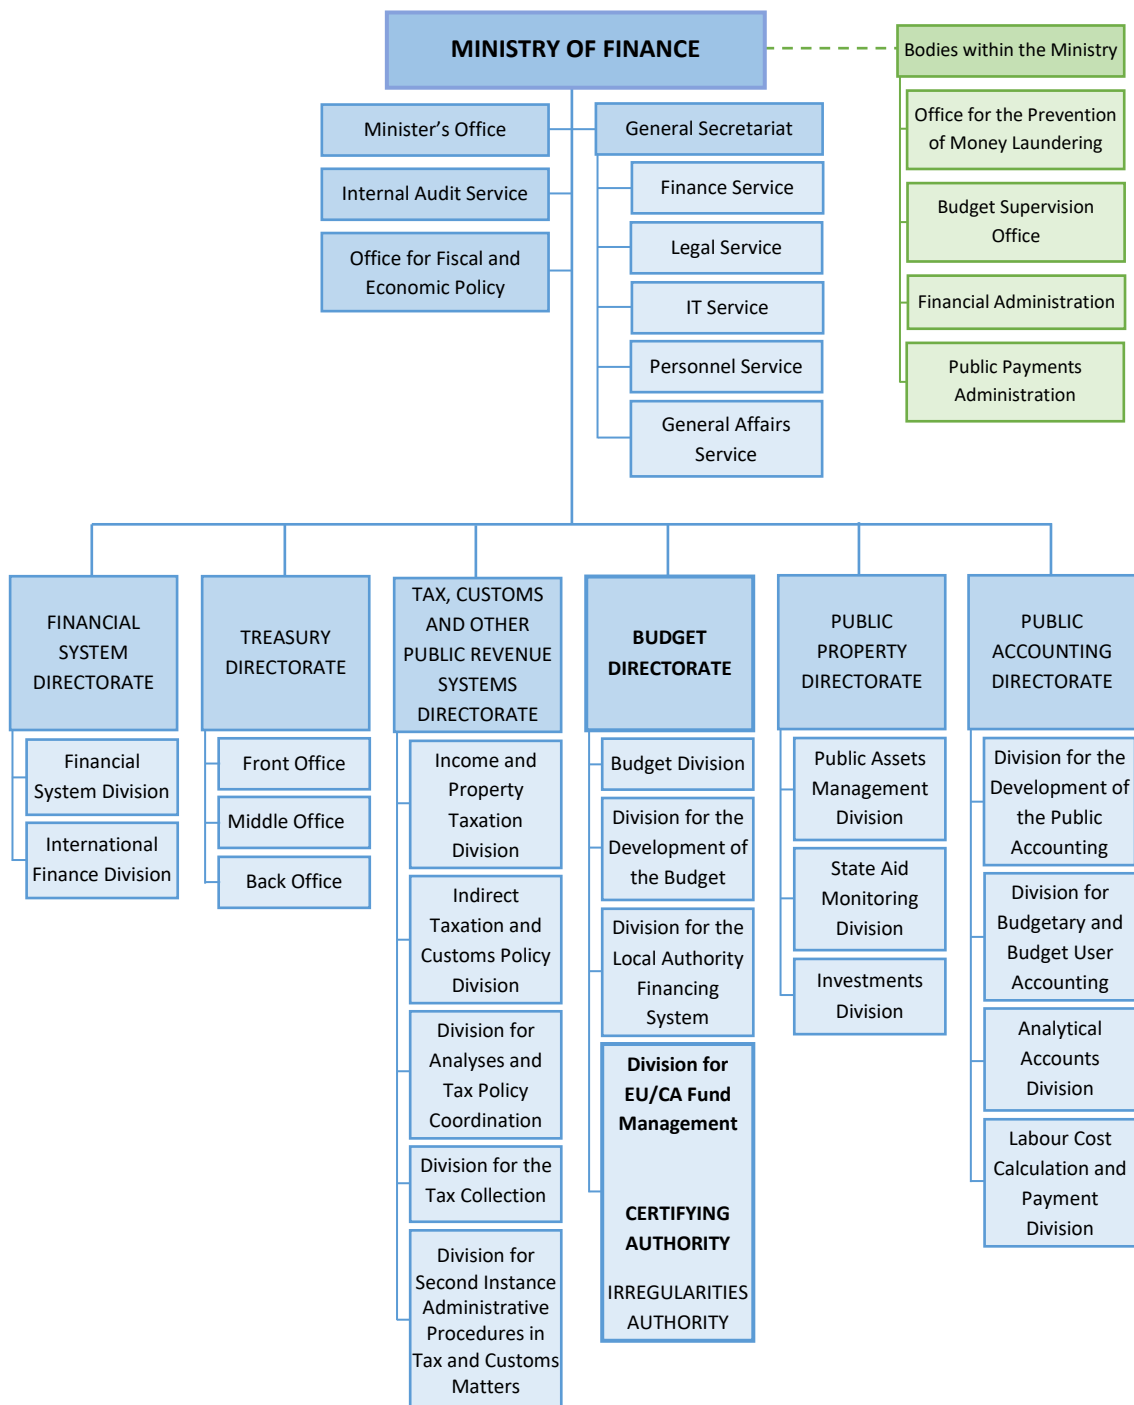 MINISTRY OF FINANCE
Bodies within the Ministry
Office for the Prevention
of Money Laundering
Budget Supervision
Office
Financial Administration
Public Payments
Administration
Minister’s Office
Internal Audit Service
Office for Fiscal and
Economic Policy
General Secretariat
Finance Service
Legal Service
IT Service
Personnel Service
General Affairs
Service
FINANCIAL
SYSTEM
DIRECTORATE
Financial
System Division
International
Finance Division
TREASURY
DIRECTORATE
Front Office
Middle Office
Back Office
TAX, CUSTOMS
AND OTHER
PUBLIC REVENUE
SYSTEMS
DIRECTORATE
Income and
Property
Taxation
Division
Indirect
Taxation and
Customs Policy
Division
Division for
Analyses and
Tax Policy
Coordination
Division for the
Tax Collection
Division for
Second Instance
Administrative
Procedures in
Tax and Customs
Matters
BUDGET
DIRECTORATE
Budget Division
Division for the
Development of
the Budget
Division for the
Local Authority
Financing
System
Division for
EU/CA Fund
Management
CERTIFYING
AUTHORITY
IRREGULARITIES
AUTHORITY
PUBLIC
PROPERTY
DIRECTORATE
Public Assets
Management
Division
State Aid
Monitoring
Division
Investments
Division
PUBLIC
ACCOUNTING
DIRECTORATE
Division for the
Development of
the Public
Accounting
Division for
Budgetary and
Budget User
Accounting
Analytical
Accounts
Division
Labour Cost
Calculation and
Payment
Division